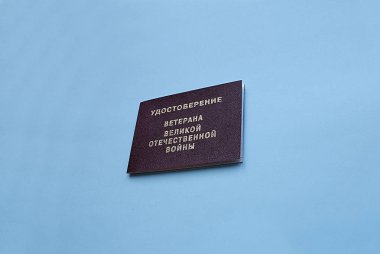 УДОСТОВЕРЕНИЕ
ВЕТЕРАНА
ВЕЛИКОЙ
ОТЕЧЕСТВЕННОЙ
ВОЙНЫ